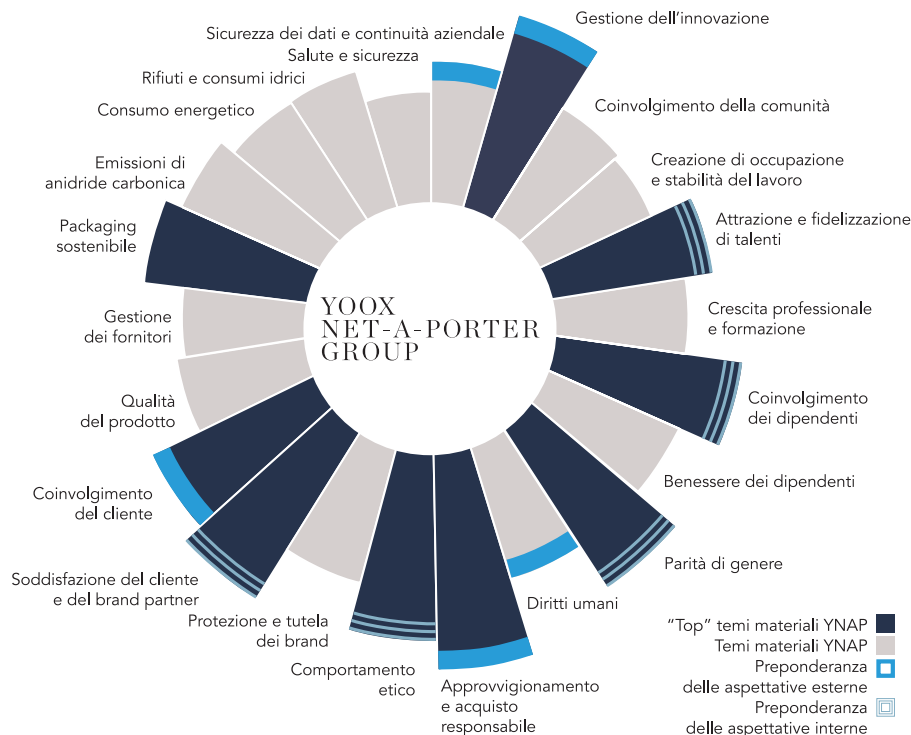 Gestione dell'innovazione
Sicurezza dei dati e continuità aziendale
Salute e sicurezza
Rifiuti e consumi idrici
Consumo energetico
Emissioni di
anidride carbonica
Packaging
sostenibile
Gestione
dei fornitori
Qualità
del prodotto
Coinvolgimento
del cliente
Soddisfazione del cliente
e del brand partner
Protezione e tutela
dei brand
Comportamento
etico
Approvvigionamento
e acquisto
responsabile
Diritti umani
Parità di genere
Benessere dei dipendenti
Coinvolgimento
dei dipendenti
Crescita professionale
e formazione
Attrazione e fidelizzazione
di talenti
Creazione di occupazione
e stabilità del lavoro
Coinvolgimento della comunità
YOOX
NET-A-PORTER
GROUP
"Top" temi materiali YNAP
Temi materiali YNAP
Preponderanza
delle aspettative esterne
Preponderanza
delle aspettative interne